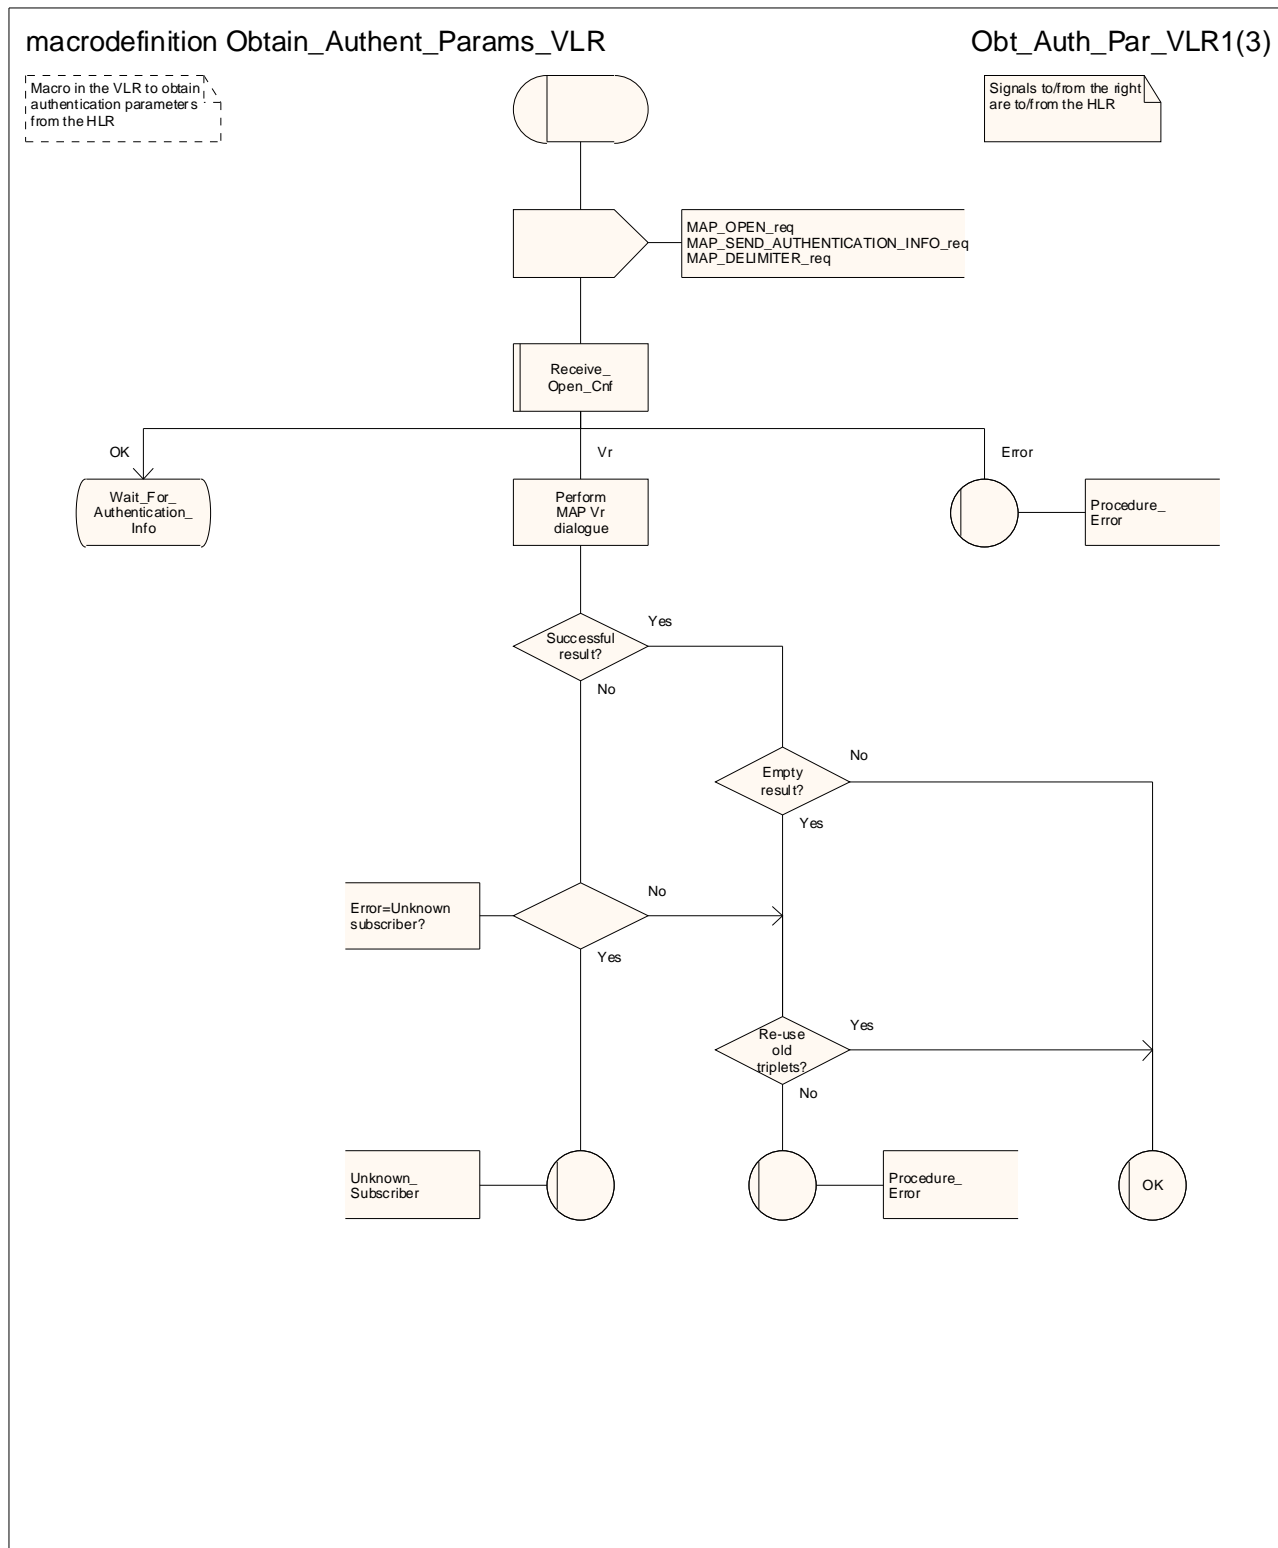 macrodefinition Obtain_Authent_Params_VLR
Obt_Auth_Par_VLR1(3)
Macro in the VLR to obtain
authentication parameters
from the HLR
Signals to/from the right
are to/from the HLR
MAP_OPEN_req
MAP_SEND_AUTHENTICATION_INFO_req
MAP_DELIMITER_req
Receive_
Open_Cnf
OK
Vr
Error
Wait_For_
Authentication_
Info
Perform
MAP Vr
dialogue
Procedure_
Error
Successful
result?
Yes
No
Empty
result?
No
Yes
Error=Unknown
subscriber?
No
Yes
Re-use
old
triplets?
Yes
No
Unknown_
Subscriber
Procedure_
Error
OK